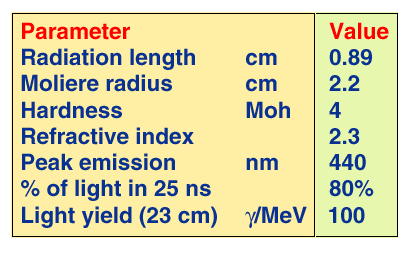 Parameter Value
Radiation length cm 0.89
Moliere radius cm 2.2
Hardness Moh 4
Refractive index 2.3
Peak emission nm 440
% of light in 25 ns 80%
Light yield (23 cm) γ/MeV 100